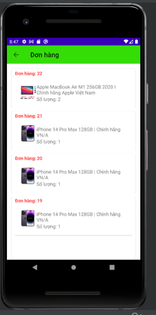 8:47
Đơn hàng
Đơn hàng: 22
Apple MacBook Air M1 256GB 2020 I
Chính hãng Apple Việt Nam
Số lượng: 2
Đơn hàng: 21
iPhone 14 Pro Max 128GB | Chính hãng
VN/A
Số lượng: 1
Đơn hàng: 20
iPhone 14 Pro Max 128GB | Chính hãng
VN/A
Số lượng: 1
Đơn hàng: 19
iPhone 14 Pro Max 128GB | Chính hãng
VN/A
Số lượng: 1